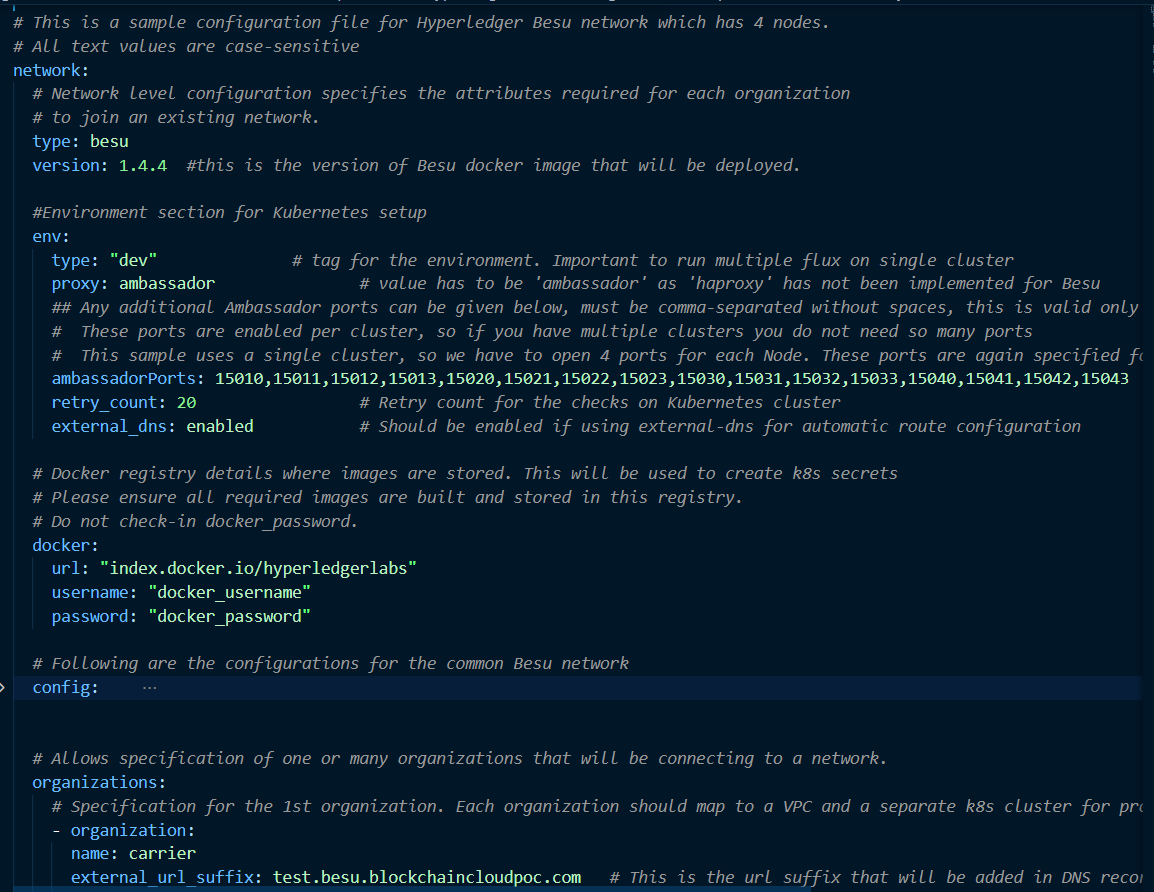 # This is a sample configuration file for Hyperledger Besu network which has 4 nodes.
# All text values are case-sensitive
network:
  # Network level configuration specifies the attributes required for each organization
  # to join an existing network.
  type: besu
  version: 1.4.4  #this is the version of Besu docker image that will be deployed.

  #Environment section for Kubernetes setup
  env:
    type: "dev"              # tag for the environment. Important to run multiple flux on single cluster
    proxy: ambassador               # value has to be 'ambassador' as 'haproxy' has not been implemented for Besu
    ## Any additional Ambassador ports can be given below, must be comma-separated without spaces, this is valid only
    #  These ports are enabled per cluster, so if you have multiple clusters you do not need so many ports
    #  This sample uses a single cluster, so we have to open 4 ports for each Node. These ports are again specified
    ambassadorPorts: 15010,15011,15012,15013,15020,15021,15022,15023,15030,15031,15032,15033,15040,15041,15042,15043
    retry_count: 20                 # Retry count for the checks on Kubernetes cluster
    external_dns: enabled           # Should be enabled if using external-dns for automatic route configuration

  # Docker registry details where images are stored. This will be used to create k8s secrets
  # Please ensure all required images are built and stored in this registry.
  # Do not check-in docker_password.
  docker:
    url: "index.docker.io/hyperledgerlabs"
    username: "docker_username"
    password: "docker_password"

  # Following are the configurations for the common Besu network
  config: ···

  # Allows specification of one or many organizations that will be connecting to a network.
  organizations:
    # Specification for the 1st organization. Each organization should map to a VPC and a separate k8s cluster for
    - organization:
      name: carrier
      external_url_suffix: test.besu.blockchaincloudpoc.com   # This is the url suffix that will be added in DNS